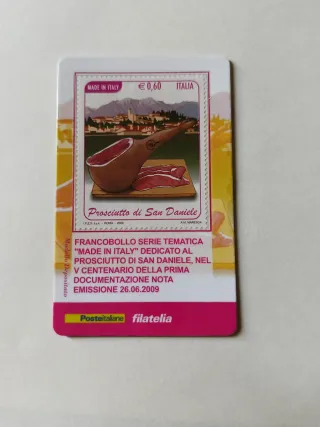 MADE IN ITALY
€ 0,60
ITALIA
Prosciutto di San Daniele
FRANCOBOLLO SERIE TEMATICA
"MADE IN ITALY" DEDICATO AL
PROSCIUTTO DI SAN DANIELE, NEL
V CENTENARIO DELLA PRIMA
DOCUMENTAZIONE NOTA
EMISSIONE 26.06.2009
Posteitaliane
filatelia